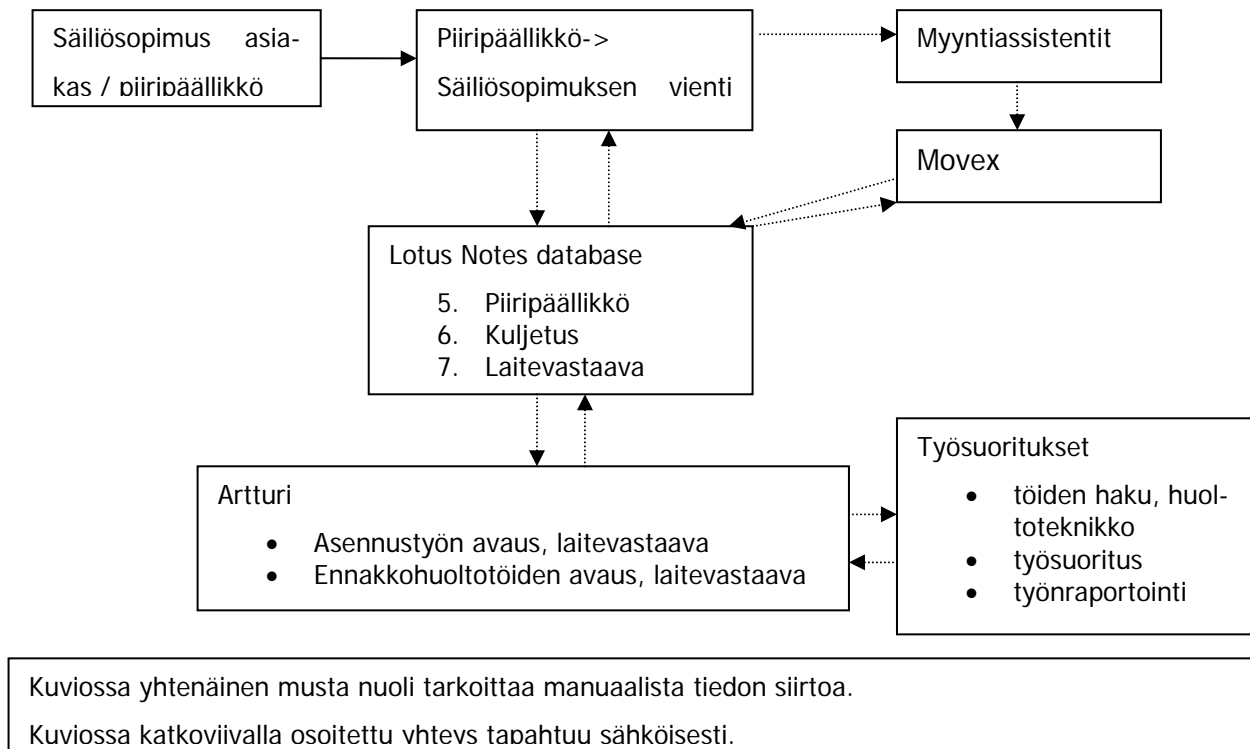 Säiliösopimus asia-
kas / piiripäällikkö
Piiripäällikkö->
Säiliösopimuksen vienti
Myyntiassistentit
Movex
Lotus Notes database
5. Piiripäällikkö
6. Kuljetus
7. Laitevastaava
Artturi
• Asennustyön avaus, laitevastaava
• Ennakkohuoltotöiden avaus, laitevastaava
Työsuoritukset
• töiden haku, huol-
toteknikko
• työsuoritus
• työnraportointi
Kuviossa yhtenäinen musta nuoli tarkoittaa manuaalista tiedon siirtoa.
Kuviossa katkoviivalla osoitettu yhteys tapahtuu sähköisesti.